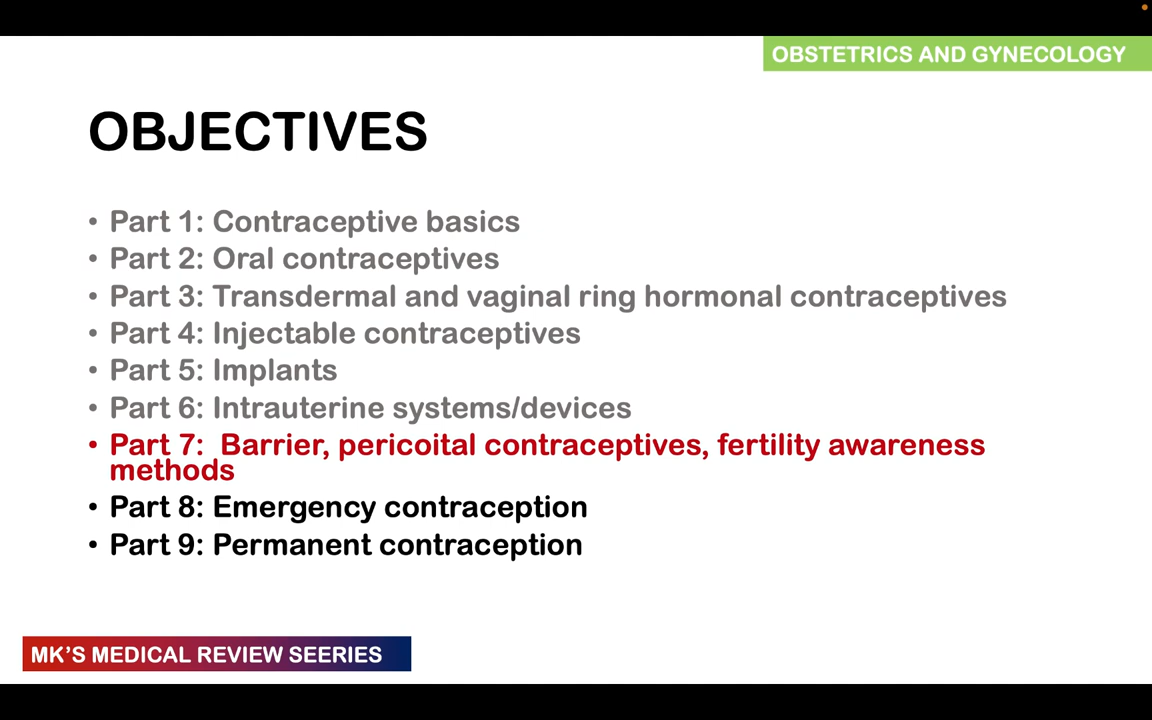 OBSTETRICS AND GYNECOLOGY
OBJECTIVES
• Part 1: Contraceptive basics
• Part 2: Oral contraceptives
• Part 3: Transdermal and vaginal ring hormonal contraceptives
• Part 4: Injectable contraceptives
• Part 5: Implants
• Part 6: Intrauterine systems/devices
• Part 7: Barrier, pericoital contraceptives, fertility awareness
methods
• Part 8: Emergency contraception
• Part 9: Permanent contraception
MK'S MEDICAL REVIEW SEERIES